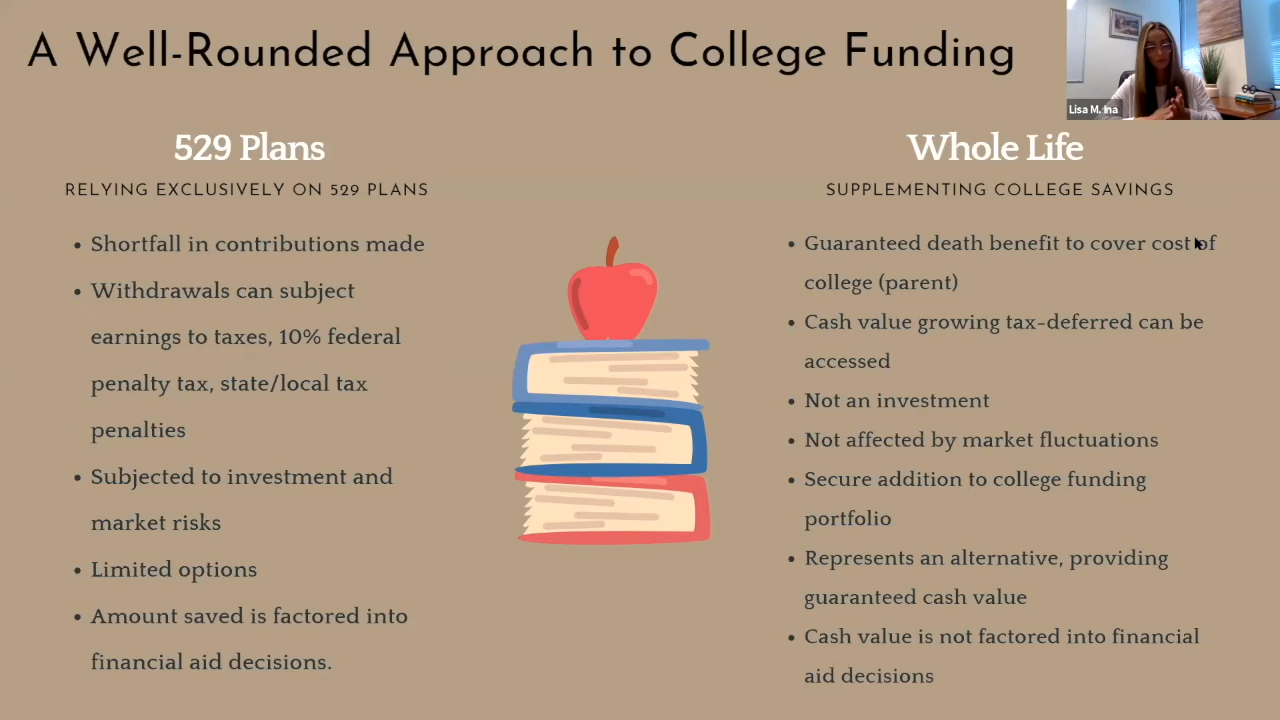 A Well-Rounded Approach to College Funding
Lisa M. Ina
529 Plans
RELYING EXCLUSIVELY ON 529 PLANS
• Shortfall in contributions made
• Withdrawals can subject
earnings to taxes, 10% federal
penalty tax, state/local tax
penalties
• Subjected to investment and
market risks
• Limited options
• Amount saved is factored into
financial aid decisions.
Whole Life
SUPPLEMENTING COLLEGE SAVINGS
• Guaranteed death benefit to cover cost of
college (parent)
• Cash value growing tax-deferred can be
accessed
• Not an investment
• Not affected by market fluctuations
• Secure addition to college funding
portfolio
• Represents an alternative, providing
guaranteed cash value
• Cash value is not factored into financial
aid decisions